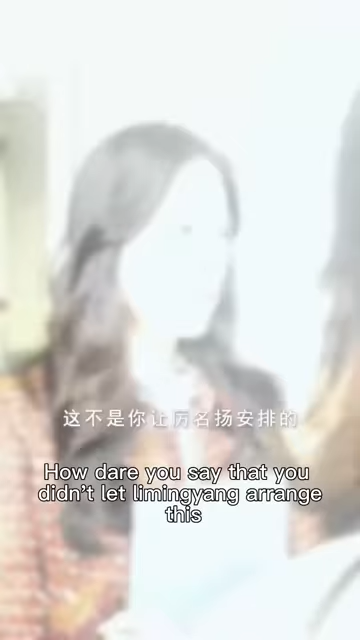 这不是你让厉名扬安排的
How dare you say that you
didn't let limingyang arrange
this